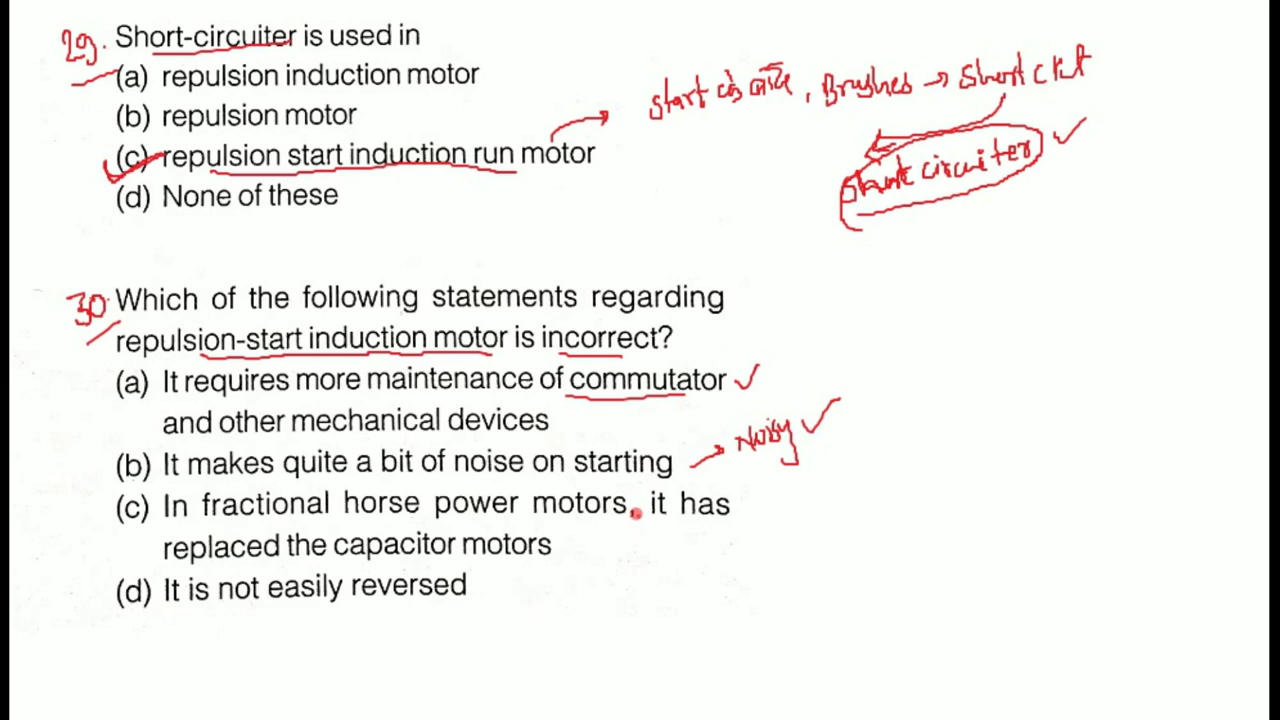 29. Short-circuiter is used in
(a) repulsion induction motor
(b) repulsion motor
(c) repulsion start induction run motor
(d) None of these
start , Brushes → Short ckt
circuiter
30. Which of the following statements regarding
repulsion-start induction motor is incorrect?
(a) It requires more maintenance of commutator
and other mechanical devices
(b) It makes quite a bit of noise on starting
→ Noisy
(c) In fractional horse power motors, it has
replaced the capacitor motors
(d) It is not easily reversed